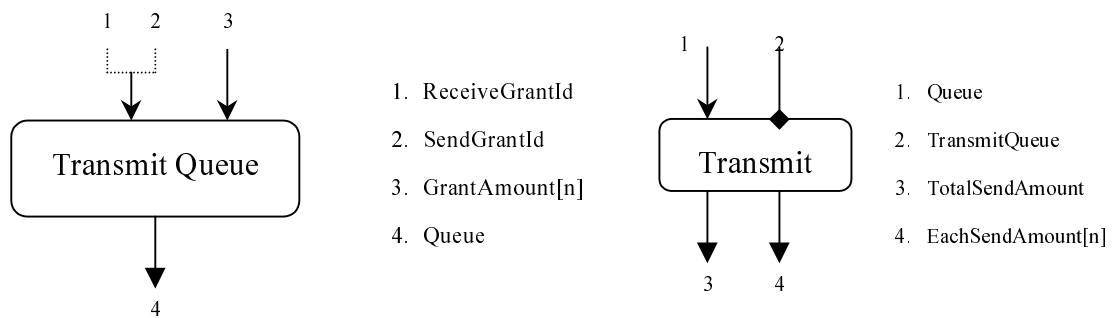 1 2 3
Transmit Queue
4
1. ReceiveGrantId
2. SendGrantId
3. GrantAmount[n]
4. Queue
1 2
Transmit
3 4
1. Queue
2. TransmitQueue
3. TotalSendAmount
4. EachSendAmount[n]